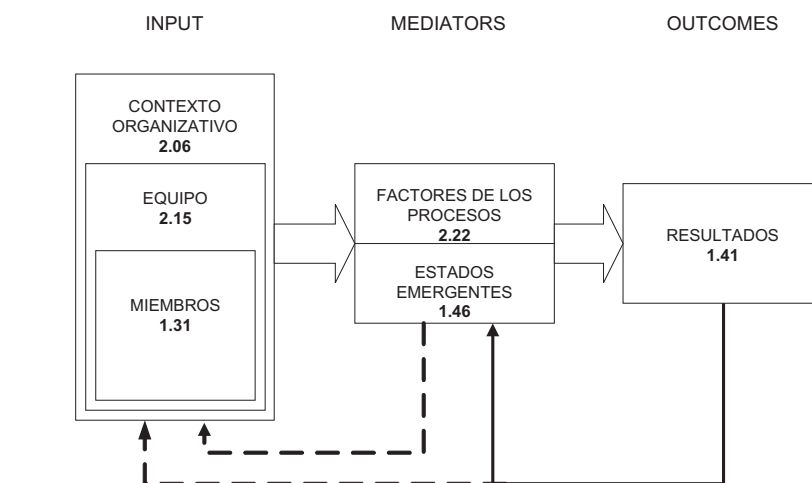 INPUT
MEDIATORS
OUTCOMES
CONTEXTO
ORGANIZATIVO
2.06
EQUIPO
2.15
MIEMBROS
1.31
FACTORES DE LOS
PROCESOS
2.22
ESTADOS
EMERGENTES
1.46
RESULTADOS
1.41